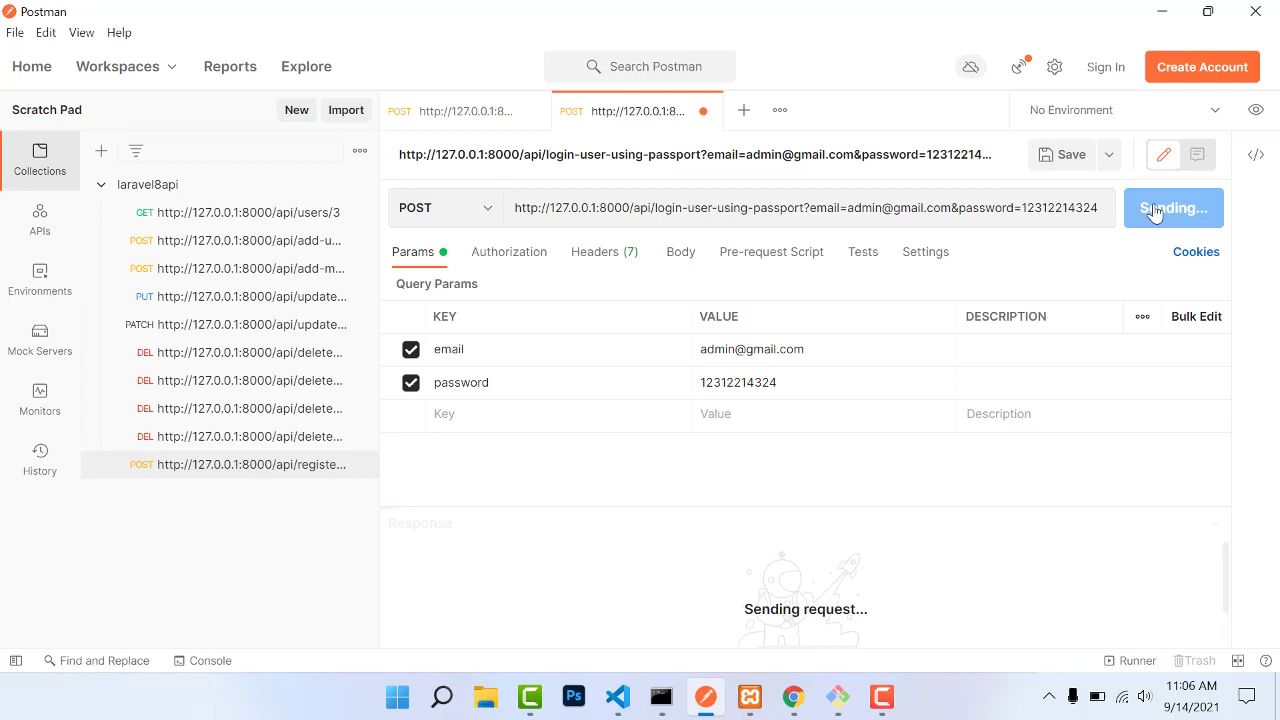 Postman
File Edit View Help
Home Workspaces Reports Explore Search Postman Sign In Create Account
Scratch Pad New Import POST http://127.0.0.1:8... POST http://127.0.0.1:8... No Environment
http://127.0.0.1:8000/api/login-user-using-passport?email=admin@gmail.com&password=12312214... Save
Collections
APIs
Environments
Mock Servers
Monitors
History
laravel8api
GET http://127.0.0.1:8000/api/users/3
POST http://127.0.0.1:8000/api/add-u...
POST http://127.0.0.1:8000/api/add-m...
PUT http://127.0.0.1:8000/api/update...
PATCH http://127.0.0.1:8000/api/update...
DEL http://127.0.0.1:8000/api/delete...
DEL http://127.0.0.1:8000/api/delete...
DEL http://127.0.0.1:8000/api/delete...
DEL http://127.0.0.1:8000/api/delete...
POST http://127.0.0.1:8000/api/registe...
POST http://127.0.0.1:8000/api/login-user-using-passport?email=admin@gmail.com&password=12312214324 Sending...
Params Authorization Headers (7) Body Pre-request Script Tests Settings Cookies
Query Params
KEY VALUE DESCRIPTION Bulk Edit
email admin@gmail.com
password 12312214324
Key Value Description
Response
Sending request...
Find and Replace Console Runner Trash
Ps
11:06 AM
9/14/2021